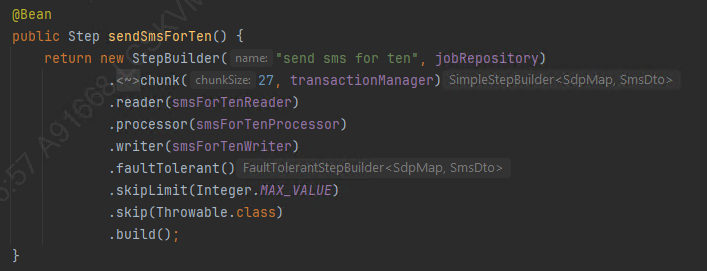 @Bean
public Step sendSmsForTen() {
return new StepBuilder( name: "send sms for ten", jobRepository)
.<~>chunk( chunkSize: 27, transactionManager) SimpleStepBuilder<SdpMap, SmsDto>
.reader(smsForTenReader)
.processor(smsForTenProcessor)
.writer(smsForTenWriter)
.faultTolerant() FaultTolerantStepBuilder<SdpMap, SmsDto>
.skipLimit(Integer.MAX_VALUE)
.skip(Throwable.class)
.build();
}